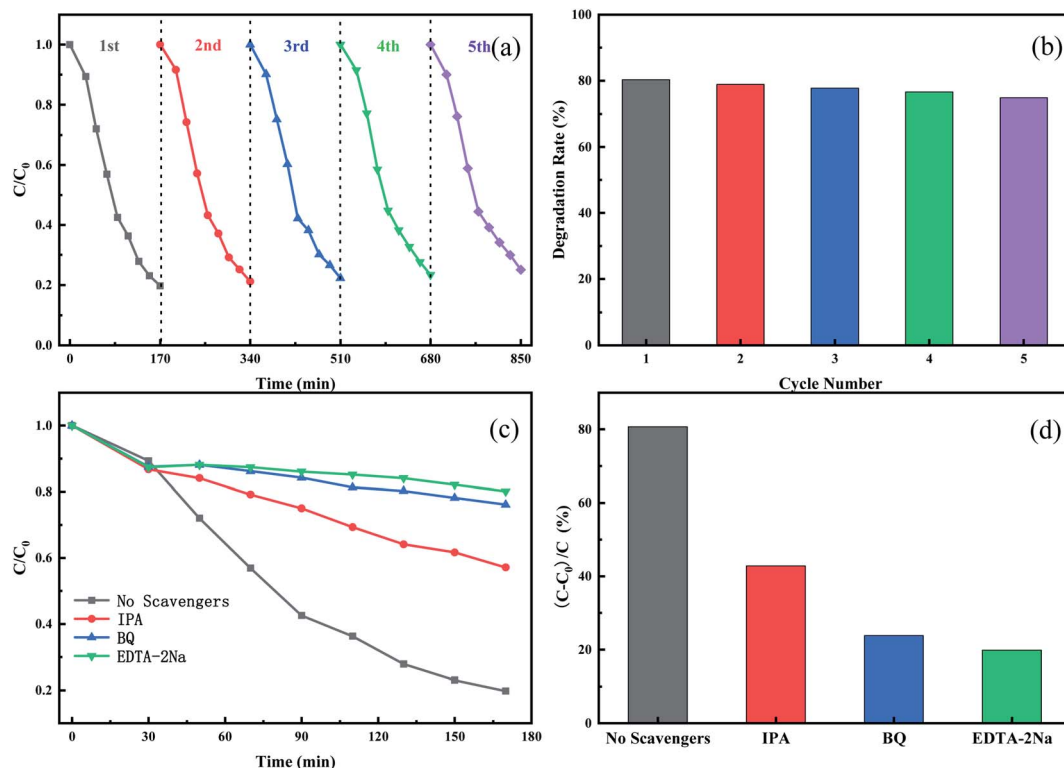 (a)
1st 2nd 3rd 4th 5th
C/C0
1.0
0.8
0.6
0.4
0.2
0.0
0 170 340 510 680 850
Time (min)
(b)
Degradation Rate (%)
100
80
60
40
20
0
1 2 3 4 5
Cycle Number
(c)
C/C0
1.0
0.8
0.6
0.4
0.2
No Scavengers
IPA
BQ
EDTA-2Na
0 30 60 90 120 150 180
Time (min)
(d)
(C-C0)/C (%)
80
60
40
20
0
No Scavengers IPA BQ EDTA-2Na